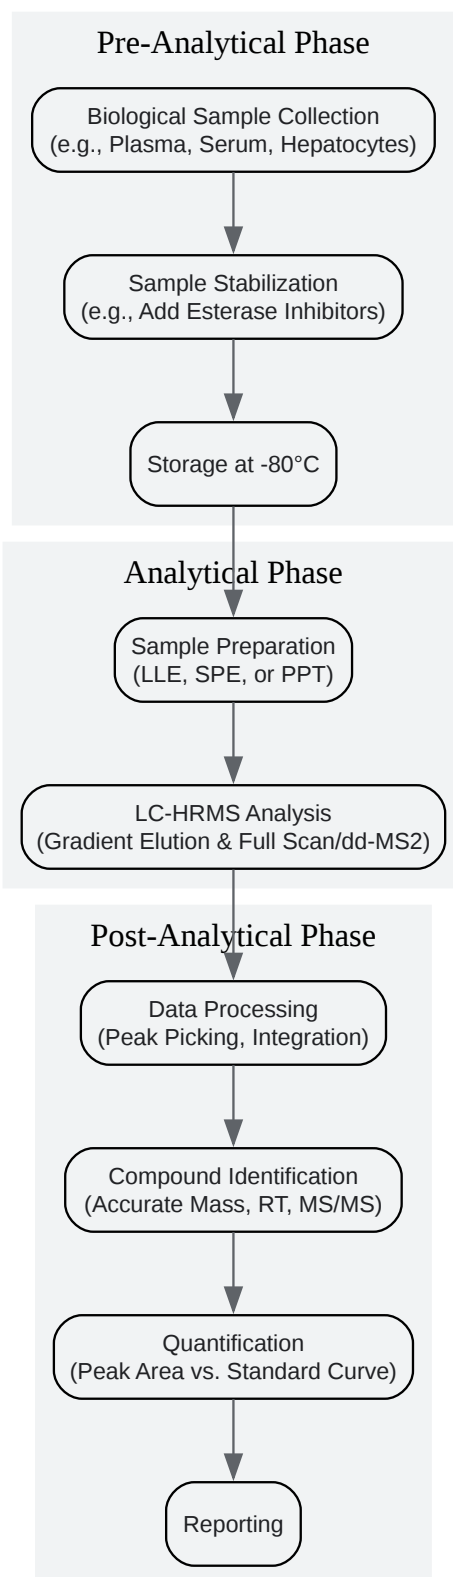 Pre-Analytical Phase
Biological Sample Collection
(e.g., Plasma, Serum, Hepatocytes)
Sample Stabilization
(e.g., Add Esterase Inhibitors)
Storage at -80°C
Analytical Phase
Sample Preparation
(LLE, SPE, or PPT)
LC-HRMS Analysis
(Gradient Elution & Full Scan/dd-MS2)
Post-Analytical Phase
Data Processing
(Peak Picking, Integration)
Compound Identification
(Accurate Mass, RT, MS/MS)
Quantification
(Peak Area vs. Standard Curve)
Reporting